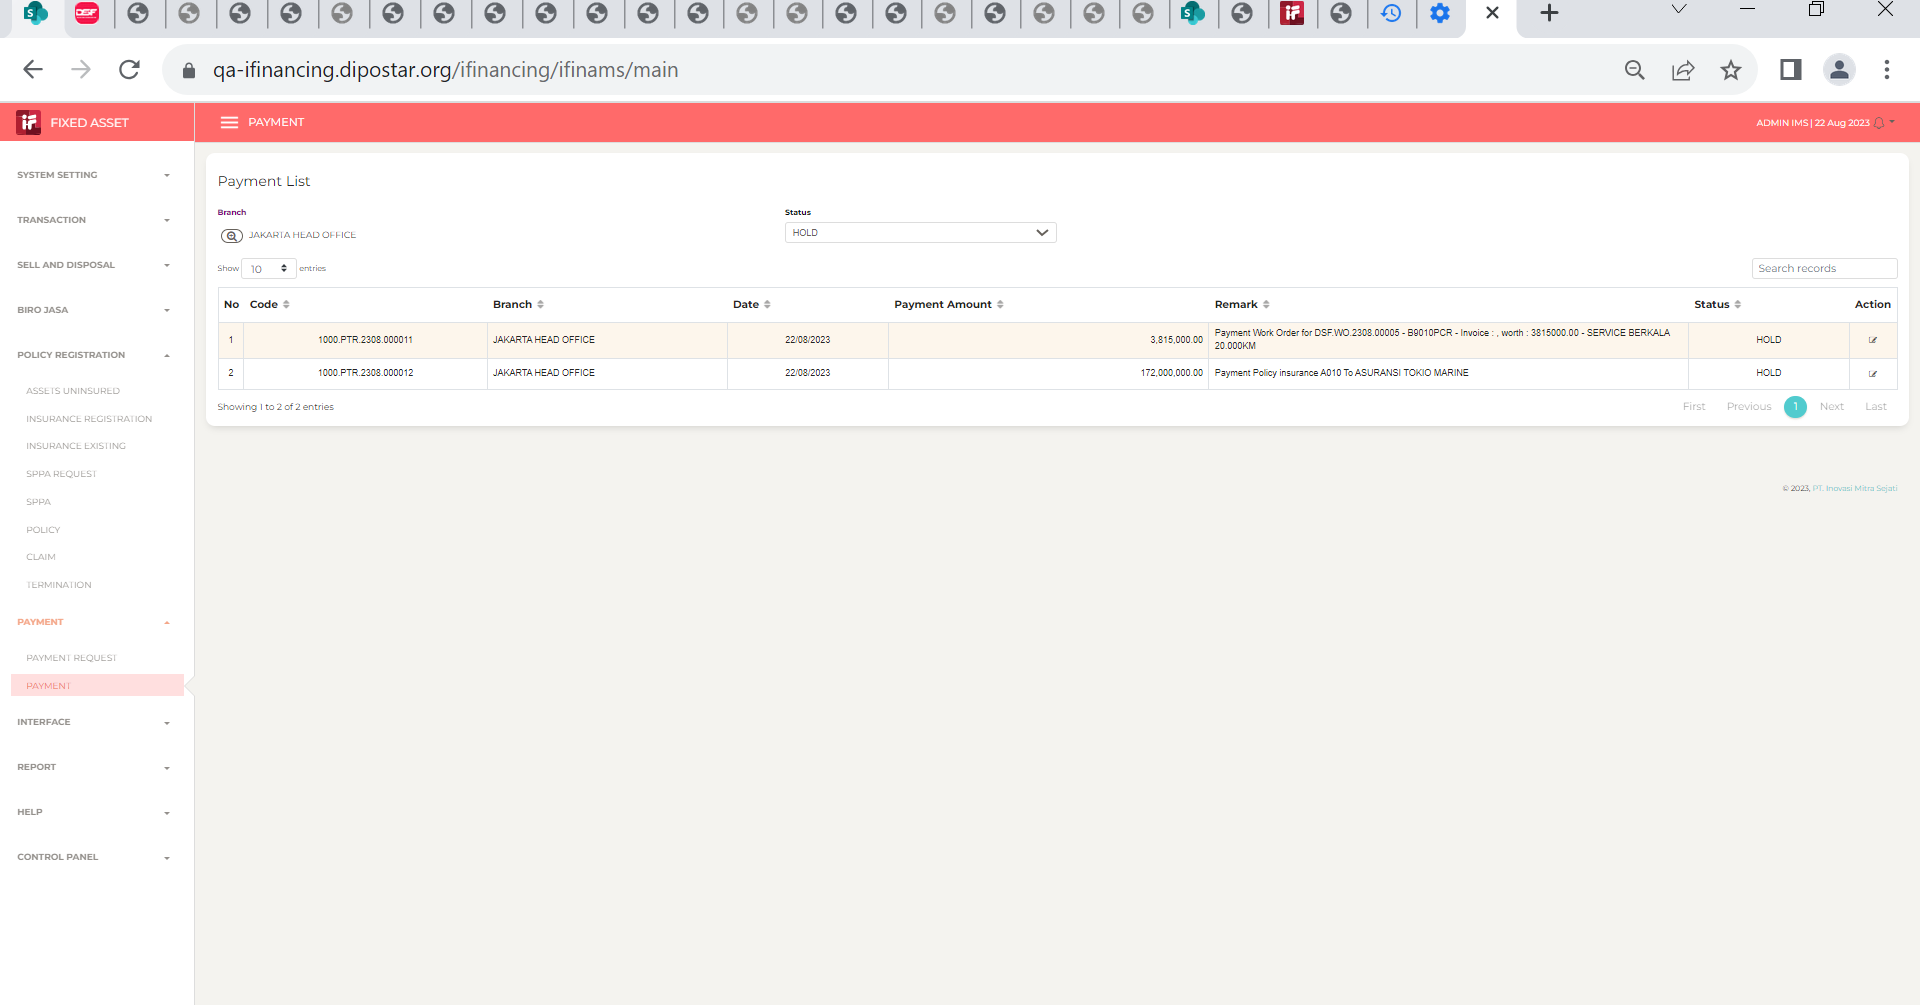 qa-ifinancing.dipostar.org/ifinancing/ifinams/main
FIXED ASSET
PAYMENT
ADMIN IMS | 22 Aug 2023
SYSTEM SETTING
TRANSACTION
SELL AND DISPOSAL
BIRO JASA
POLICY REGISTRATION
ASSETS UNINSURED
INSURANCE REGISTRATION
INSURANCE EXISTING
SPPA REQUEST
SPPA
POLICY
CLAIM
TERMINATION
PAYMENT
PAYMENT REQUEST
PAYMENT
INTERFACE
REPORT
HELP
CONTROL PANEL
Payment List
Branch
JAKARTA HEAD OFFICE
Status
HOLD
Show 10 entries
Search records
No Code Branch Date Payment Amount Remark Status Action
1 1000.PTR.2308.000011 JAKARTA HEAD OFFICE 22/08/2023 3,815,000.00 Payment Work Order for DSF.WO.2308.00005 - B9010PCR - Invoice : , worth : 3815000.00 - SERVICE BERKALA
20.000KM HOLD
2 1000.PTR.2308.000012 JAKARTA HEAD OFFICE 22/08/2023 172,000,000.00 Payment Policy insurance A010 To ASURANSI TOKIO MARINE HOLD
Showing 1 to 2 of 2 entries
First Previous 1 Next Last
© 2023, PT. Inovasi Mitra Sejati